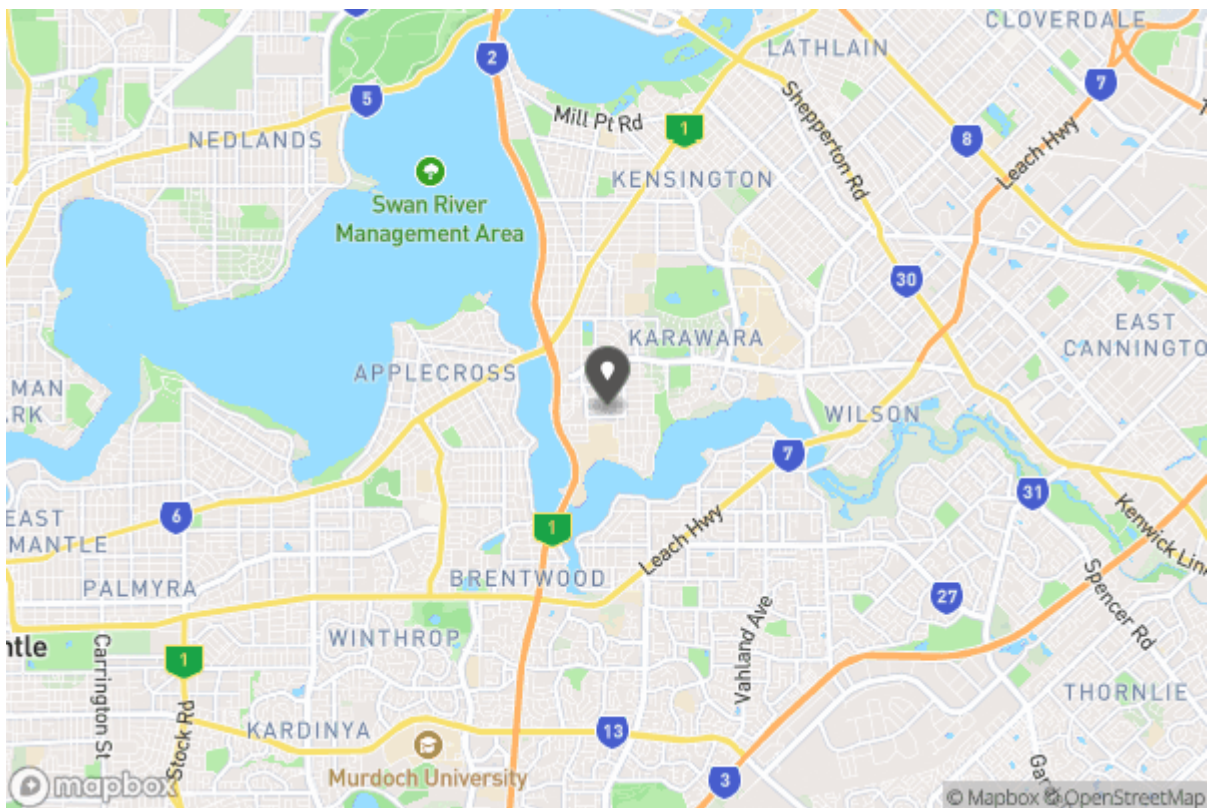 CLOVERDALE
LATHLAIN
2
7
5
Mill Pt Rd
1
8
NEDLANDS
Shepperton Rd
Leach Hwy
KENSINGTON
Swan River
Management Area
30
KARAWARA
EAST
CANNINGTON
APPLECROSS
MAN
ARK
WILSON
7
31
6
EAST
MANTLE
1
Leach Hwy
Kenwick Link
BRENTWOOD
PALMYRA
27
Spencer Rd
WINTHROP
Vahland Ave
ntle
Carrington St
1
Stock Rd
THORNLIE
KARDINYA
13
Murdoch University
3
Gar
mapbox
© Mapbox © OpenStreetMap